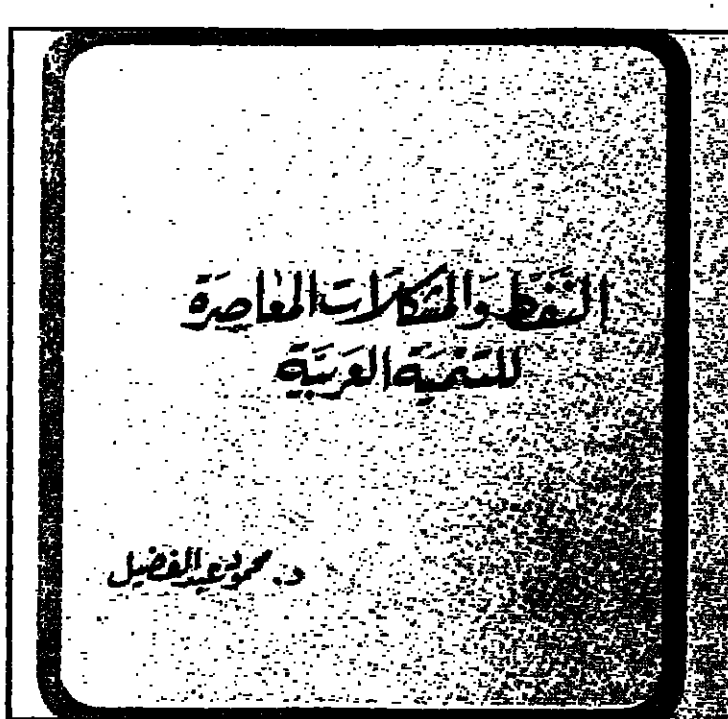 النفط والمشكلات المعاصرة
للتنمية العربية
د. محمود عبد الفضيل